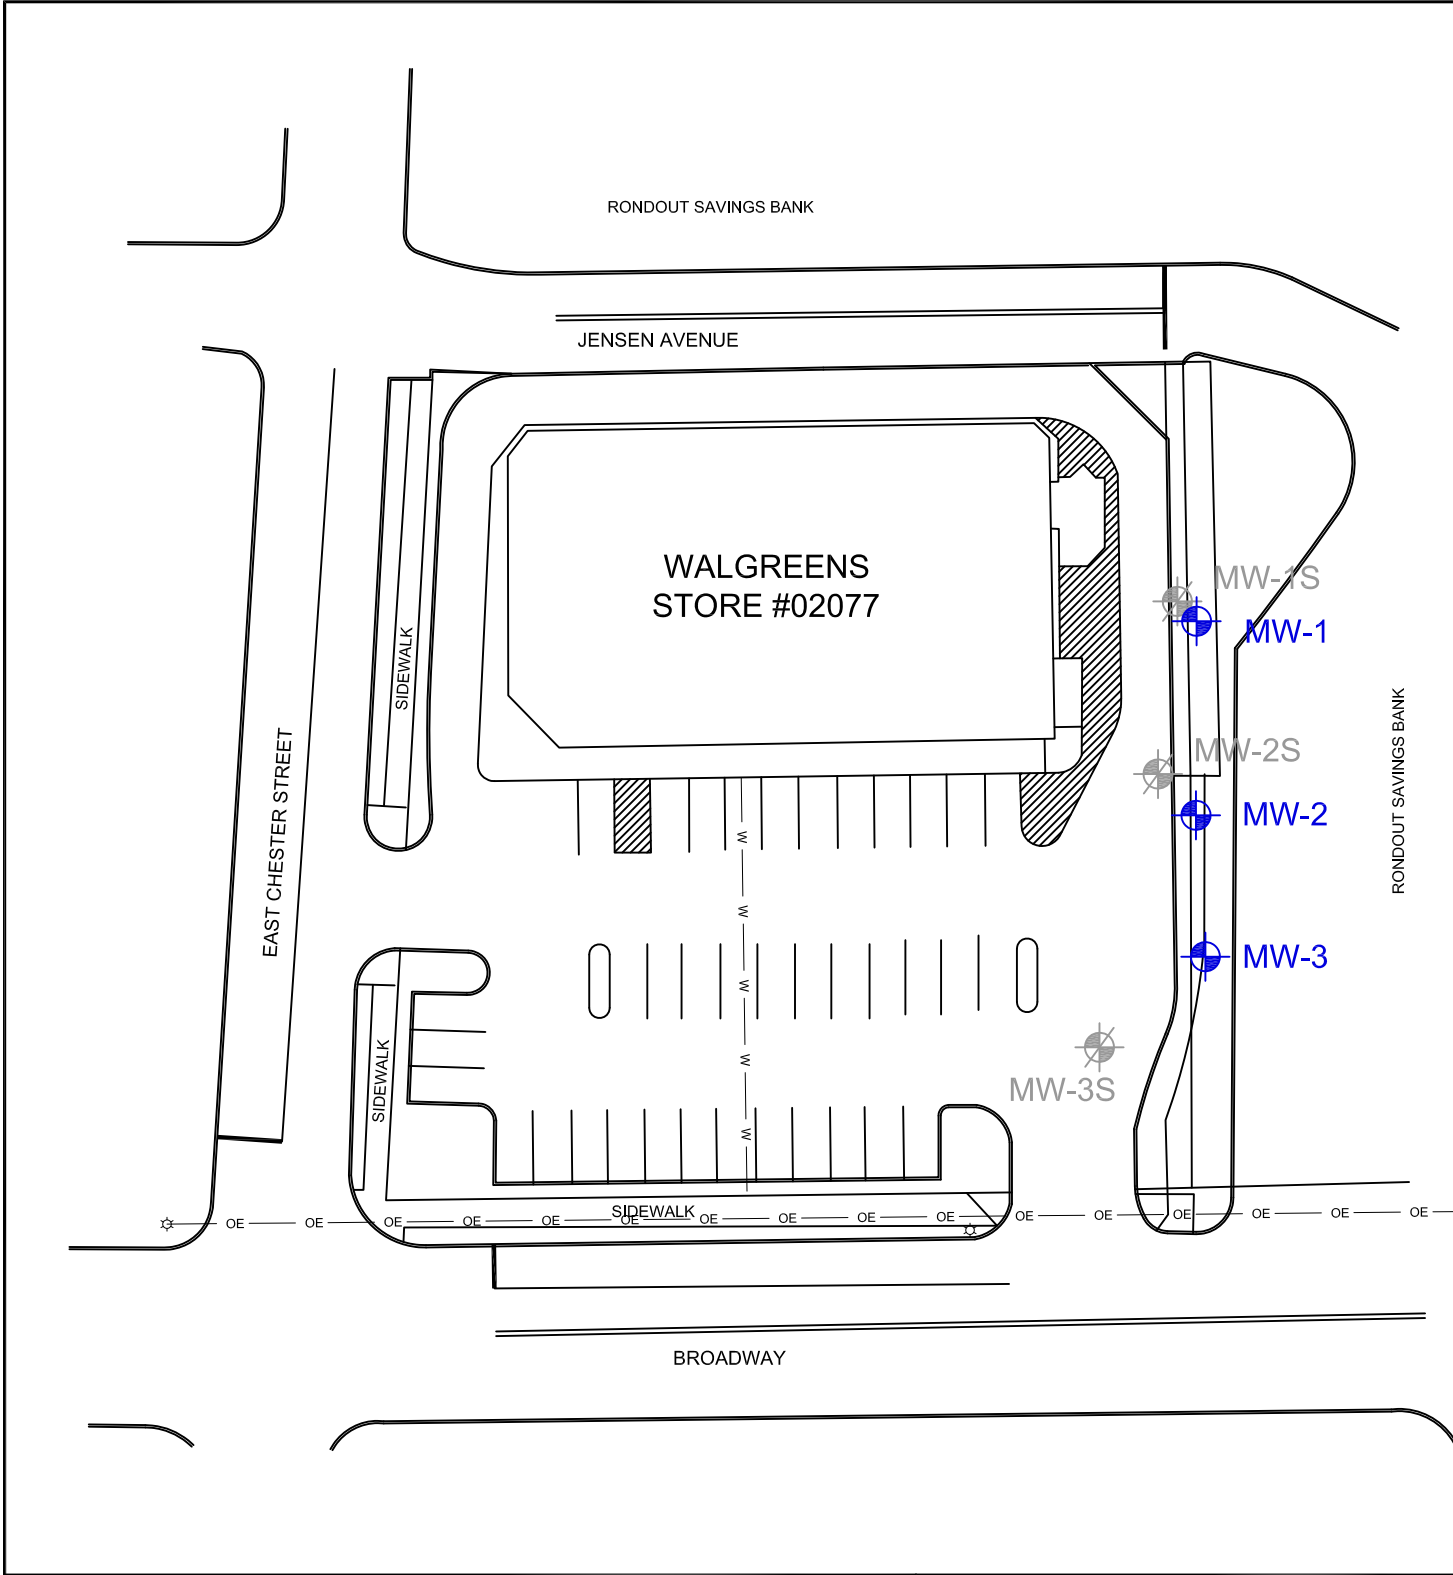 RONDOUT SAVINGS BANK
JENSEN AVENUE
WALGREENS
STORE #02077
MW-1S
MW-1
SIDEWALK
MW-2S
MW-2
RONDOUT SAVINGS BANK
EAST CHESTER STREET
W
W
MW-3
W
SIDEWALK
W
MW-3S
W
SIDEWALK
OE OE OE OE OE OE OE OE OE OE OE OE OE OE OE OE
BROADWAY